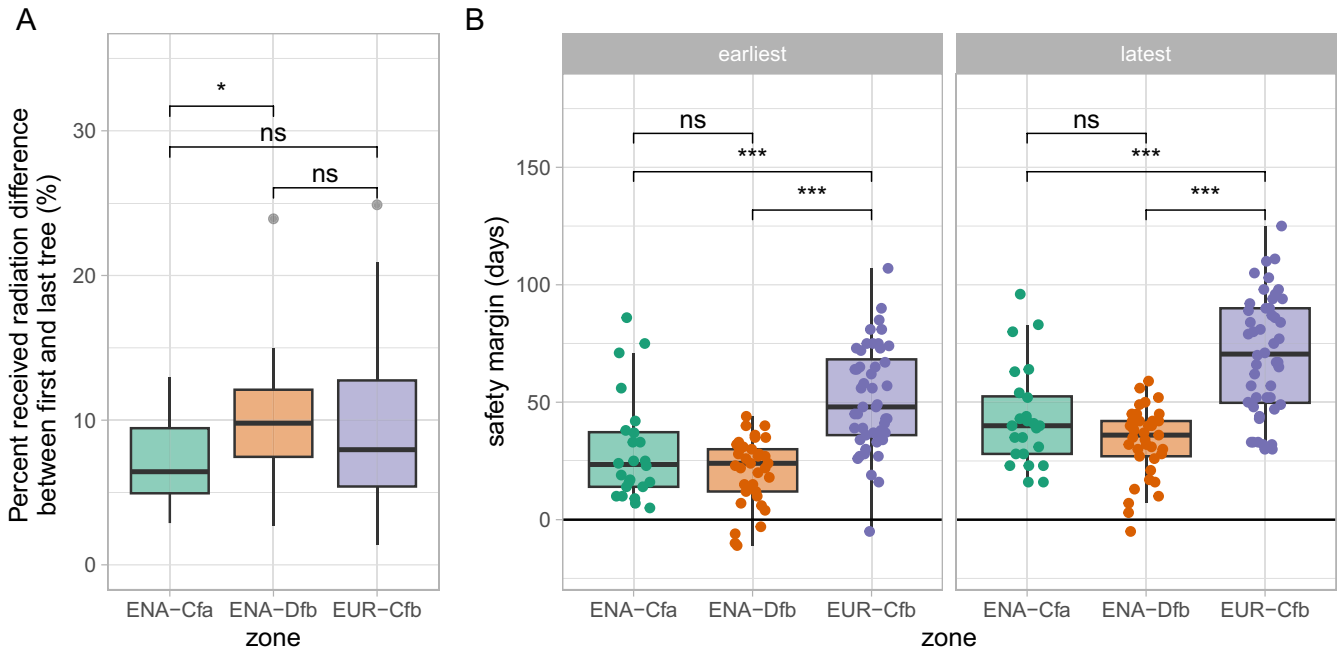 A
Percent received radiation difference
between first and last tree (%)
30
20
10
0
*
ns
ns
ENA−Cfa ENA−Dfb EUR−Cfb
zone
B
earliest
latest
safety margin (days)
150
100
50
0
ns
***
***
ns
***
***
ENA−Cfa ENA−Dfb EUR−Cfb
ENA−Cfa ENA−Dfb EUR−Cfb
zone